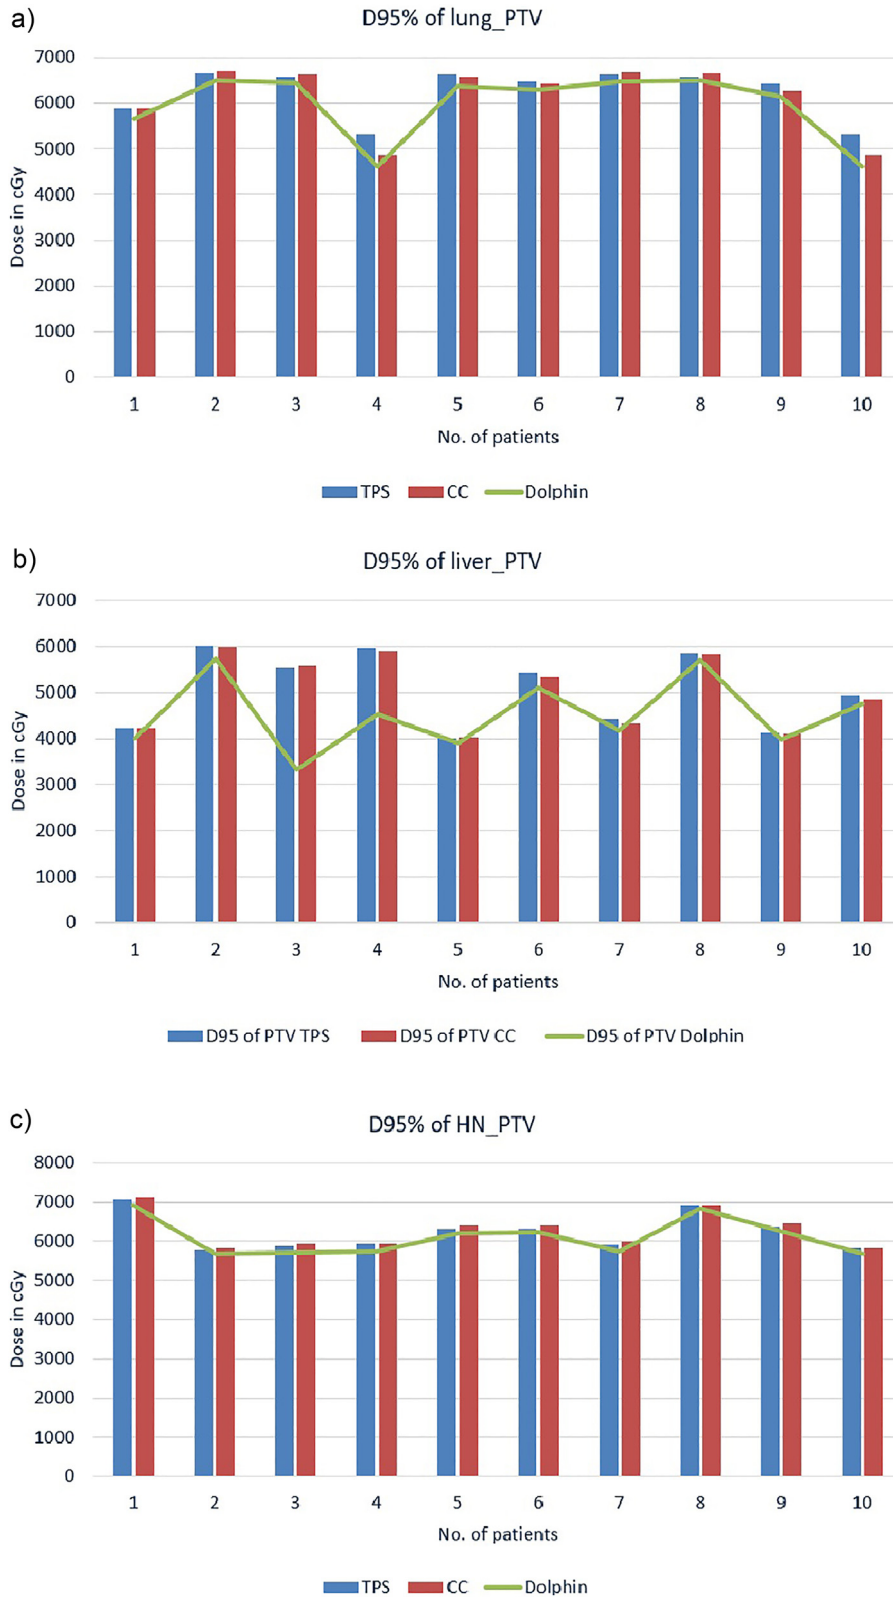 a)
D95% of lung_PTV
7000
6000
5000
4000
3000
2000
1000
0
Dose in cGy
1 2 3 4 5 6 7 8 9 10
No. of patients
TPS CC Dolphin
b)
D95% of liver_PTV
7000
6000
5000
4000
3000
2000
1000
0
Dose in cGy
1 2 3 4 5 6 7 8 9 10
No. of patients
D95 of PTV TPS D95 of PTV CC D95 of PTV Dolphin
c)
D95% of HN_PTV
8000
7000
6000
5000
4000
3000
2000
1000
0
Dose in cGy
1 2 3 4 5 6 7 8 9 10
No. of patients
TPS CC Dolphin